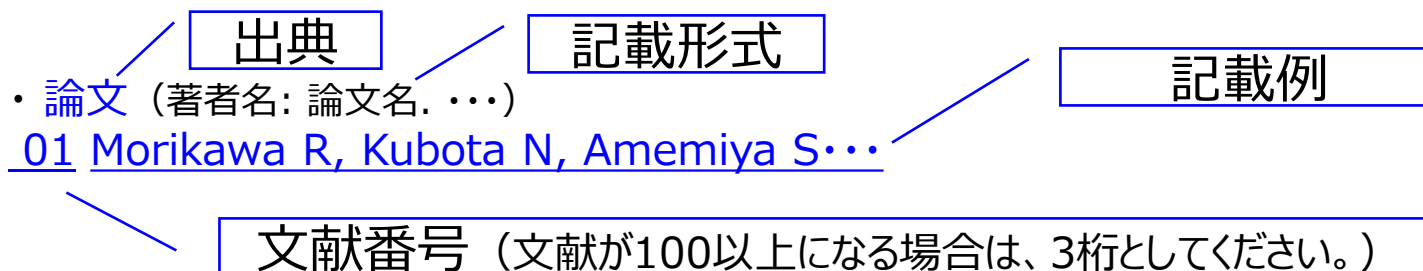 出典
記載形式
記載例
・ 論文（著者名: 論文名. ・・・）
01 Morikawa R, Kubota N, Amemiya S・・・
文献番号（文献が100以上になる場合は、3桁としてください。）